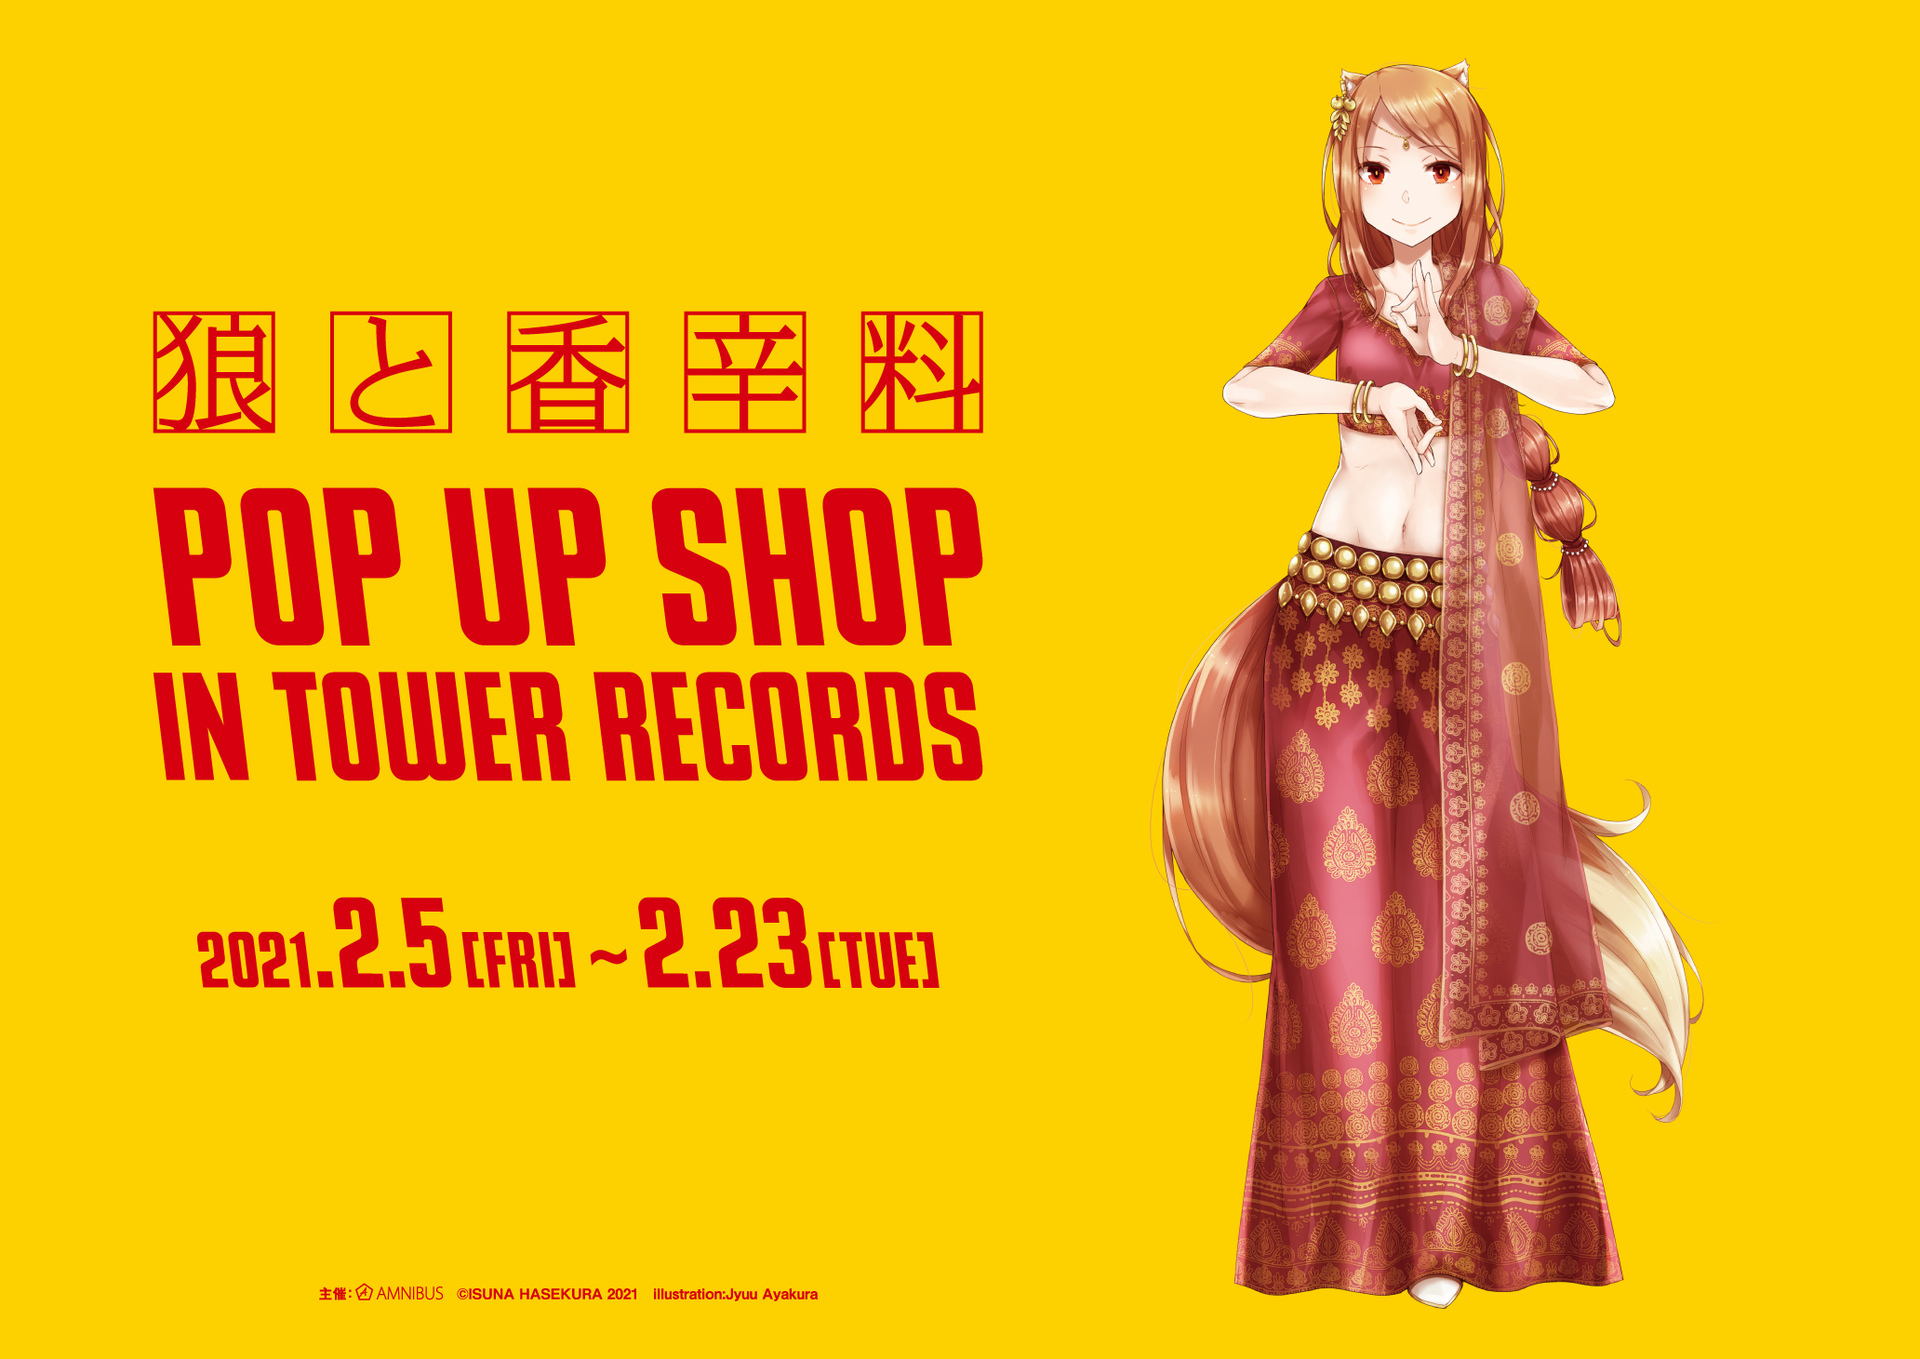 狼と香辛料
POP UP SHOP
IN TOWER RECORDS
2021.2.5[FRI]~2.23[TUE]
主催:AMNIBUS ©ISUNA HASEKURA 2021 illustration:Jyuu Ayakura